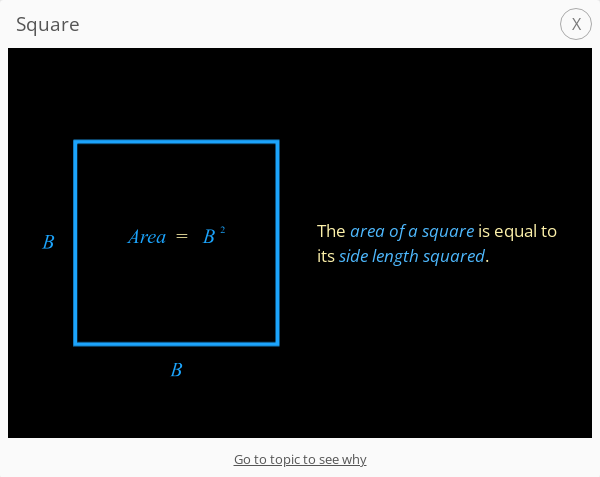 Square
X
B
Area = B²
B
The area of a square is equal to
its side length squared.
Go to topic to see why